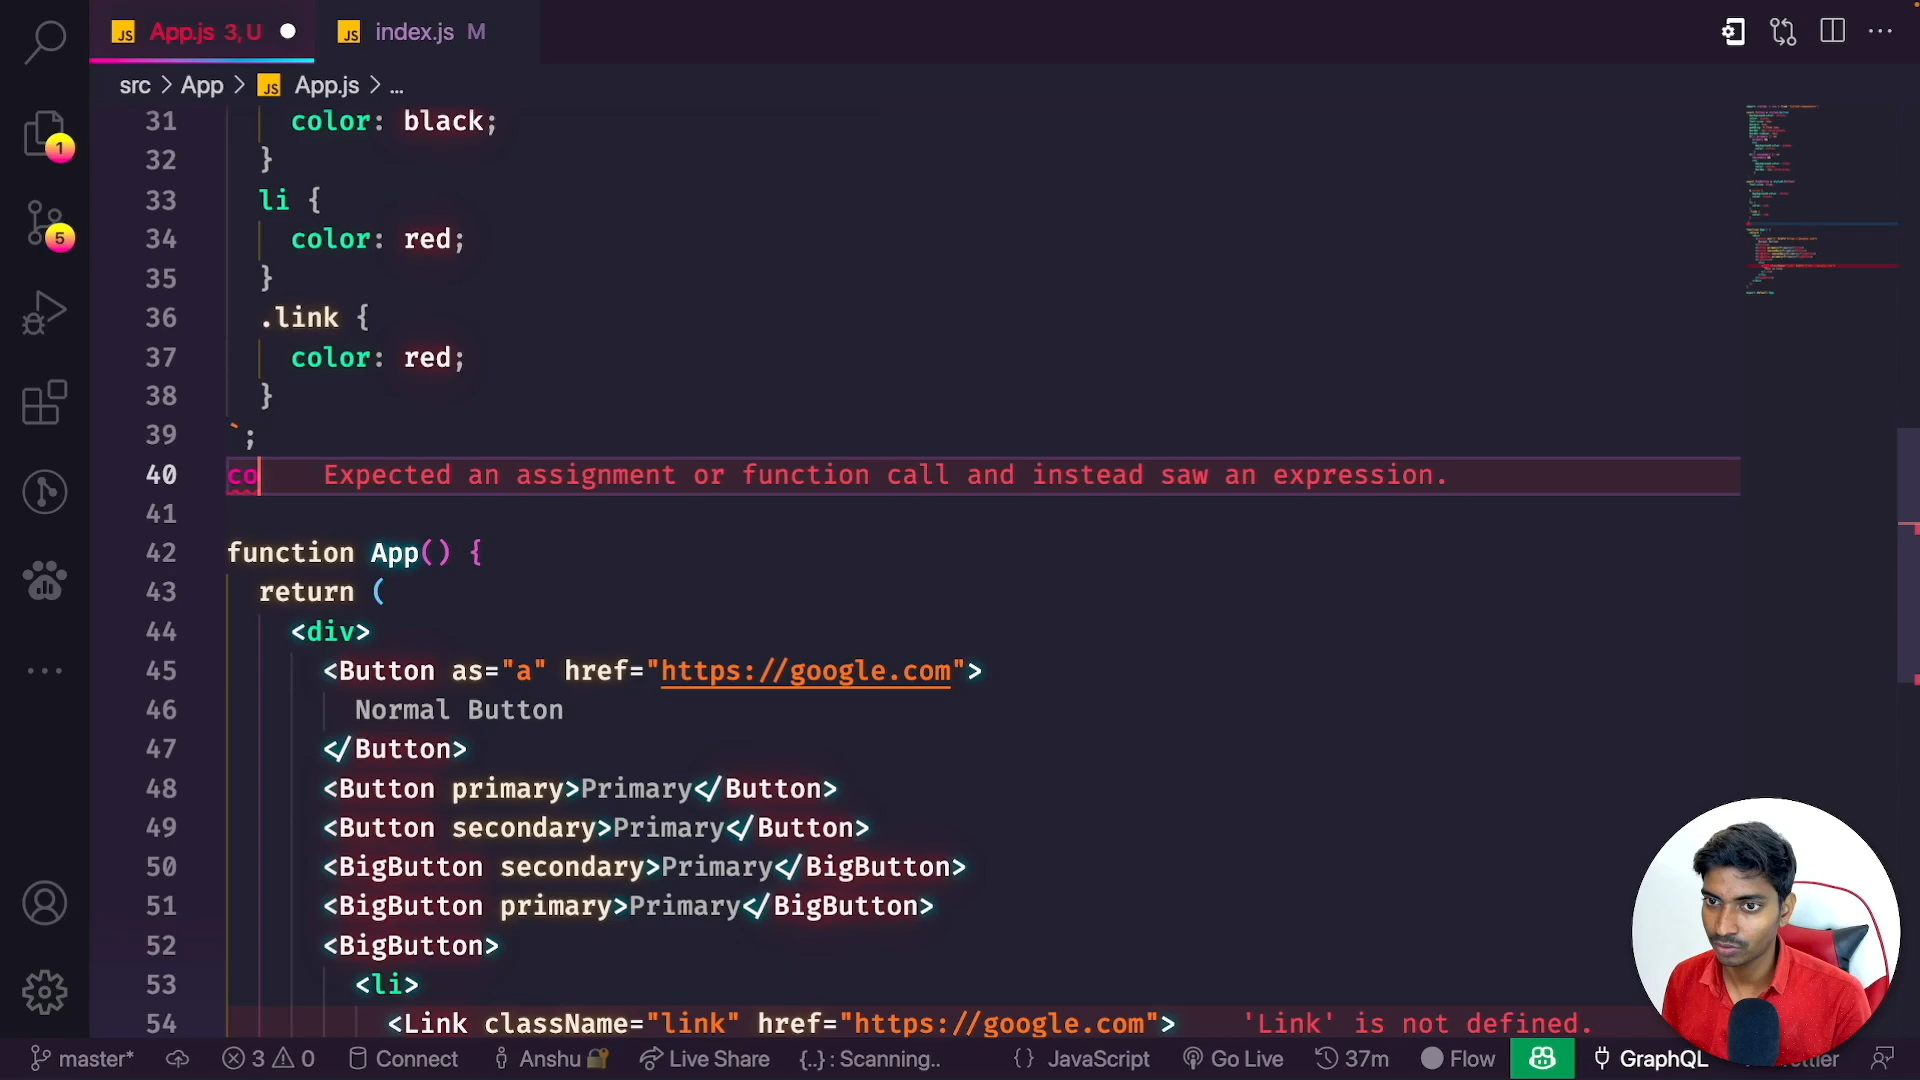 JS App.js 3, U JS index.js M
src > App > JS App.js > ...
31 color: black;
32 }
33 li {
34 color: red;
35 }
36 .link {
37 color: red;
38 }
39 `;
40 co Expected an assignment or function call and instead saw an expression.
41
42 function App() {
43 return (
44 <div>
45 <Button as="a" href="https://google.com">
46 Normal Button
47 </Button>
48 <Button primary>Primary</Button>
49 <Button secondary>Primary</Button>
50 <BigButton secondary>Primary</BigButton>
51 <BigButton primary>Primary</BigButton>
52 <BigButton>
53 <li>
54 <Link className="link" href="https://google.com"> 'Link' is not defined.
1
5
master* 3 0 Connect Anshu Live Share {..}: Scanning.. {} JavaScript Go Live 37m Flow GraphQL